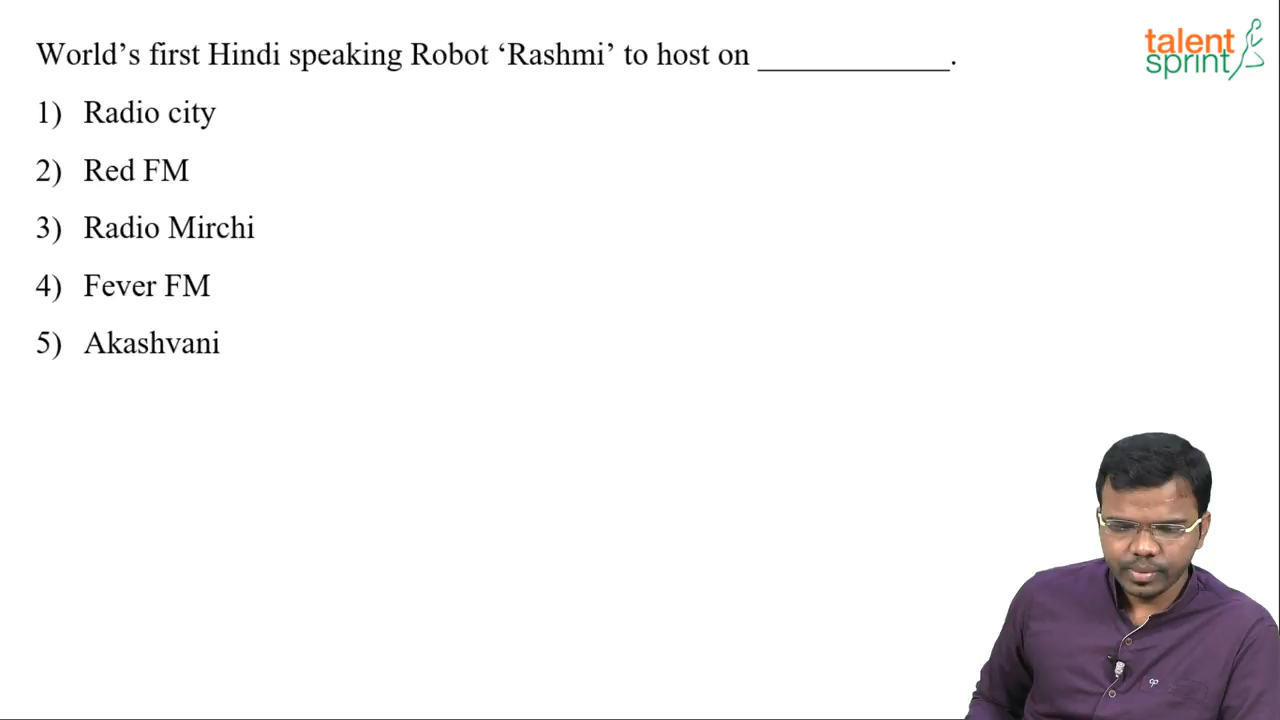 World’s first Hindi speaking Robot ‘Rashmi’ to host on ____________.
talent
sprint
1) Radio city
2) Red FM
3) Radio Mirchi
4) Fever FM
5) Akashvani